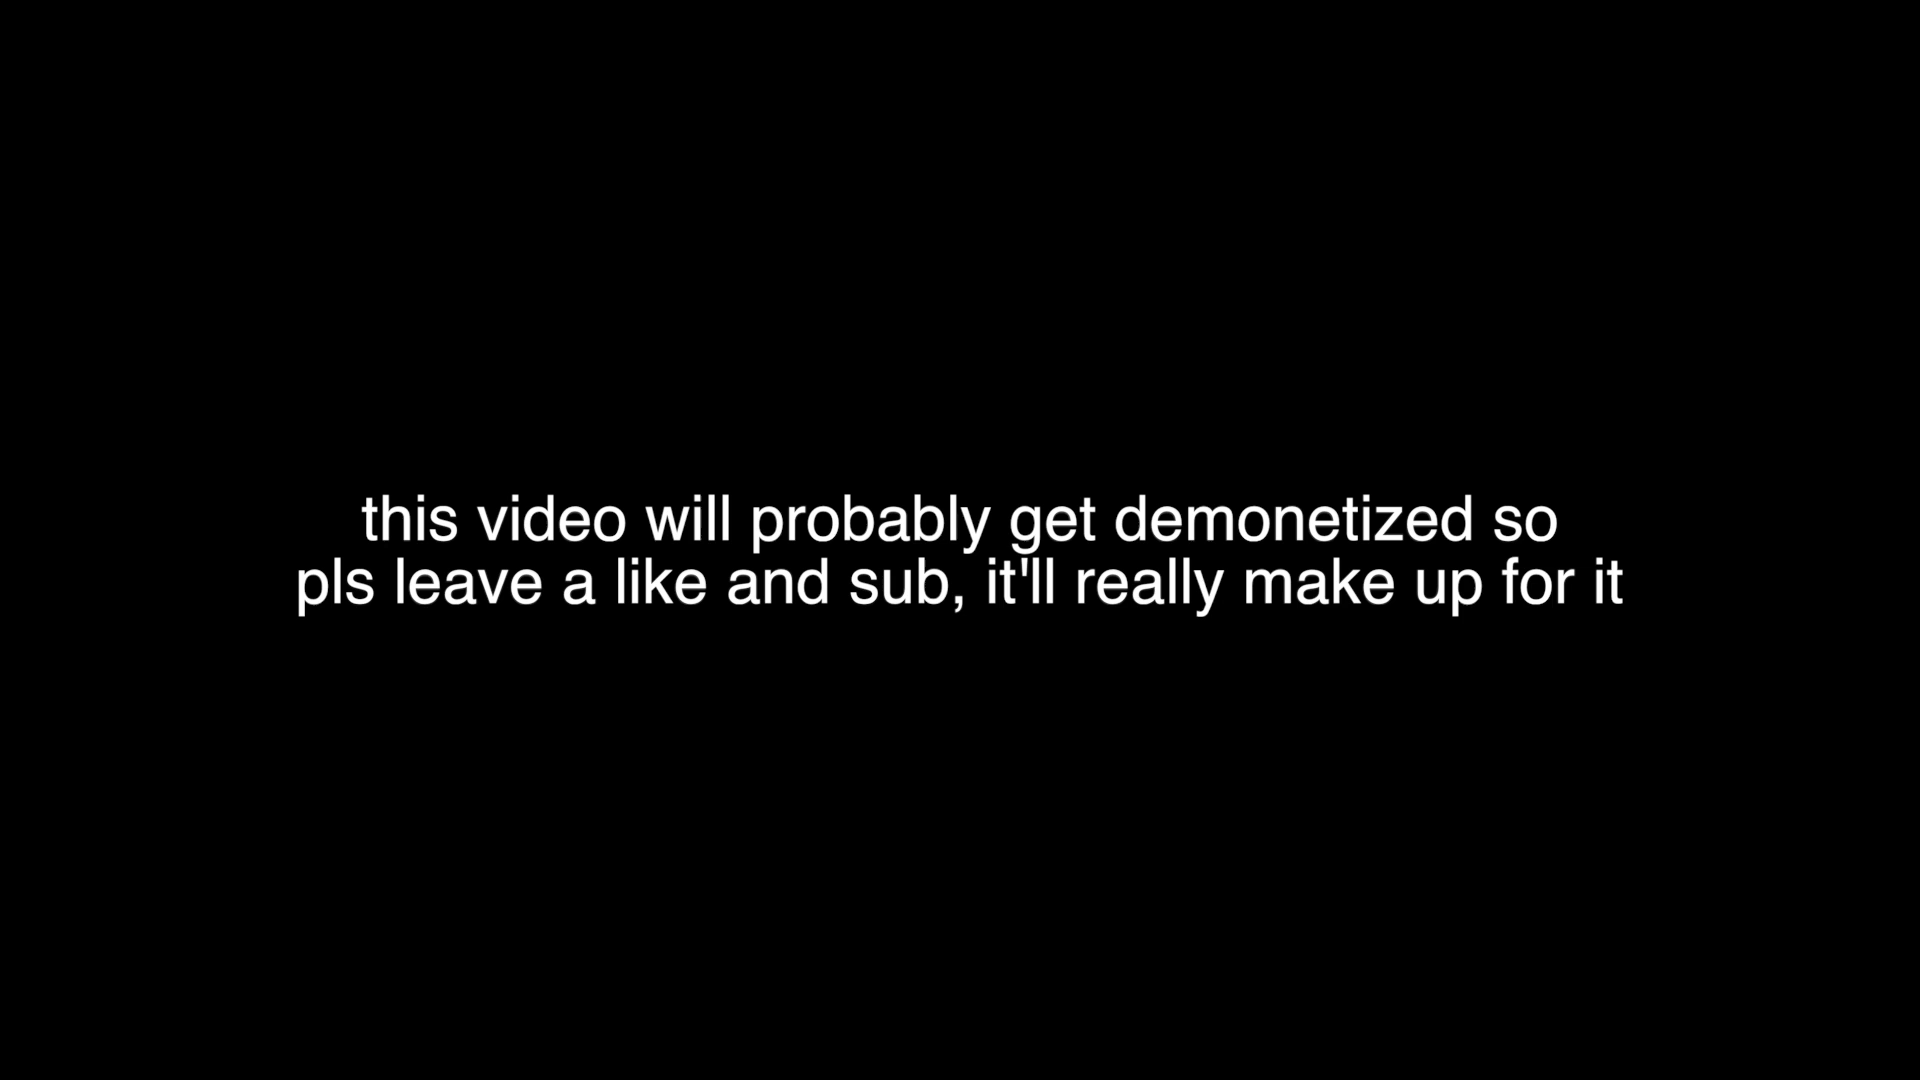 this video will probably get demonetized so
pls leave a like and sub, it'll really make up for it